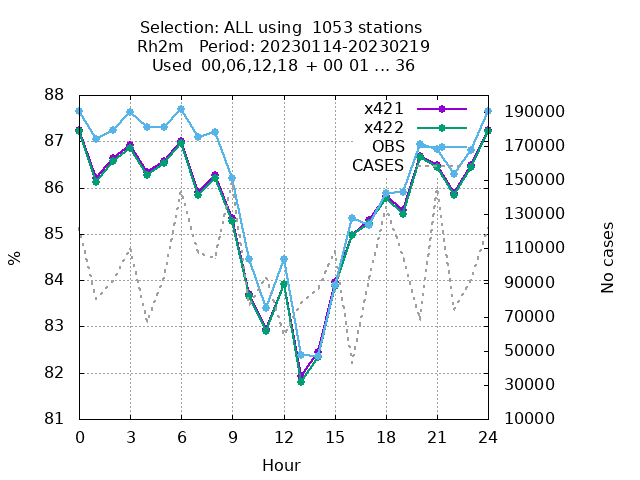 Selection: ALL using  1053 stations
Rh2m   Period: 20230114-20230219
Used  00,06,12,18 + 00 01 ... 36
x421
x422
OBS
CASES
88
87
86
85
84
83
82
81
%
190000
170000
150000
130000
110000
90000
70000
50000
30000
10000
No cases
0 3 6 9 12 15 18 21 24
Hour